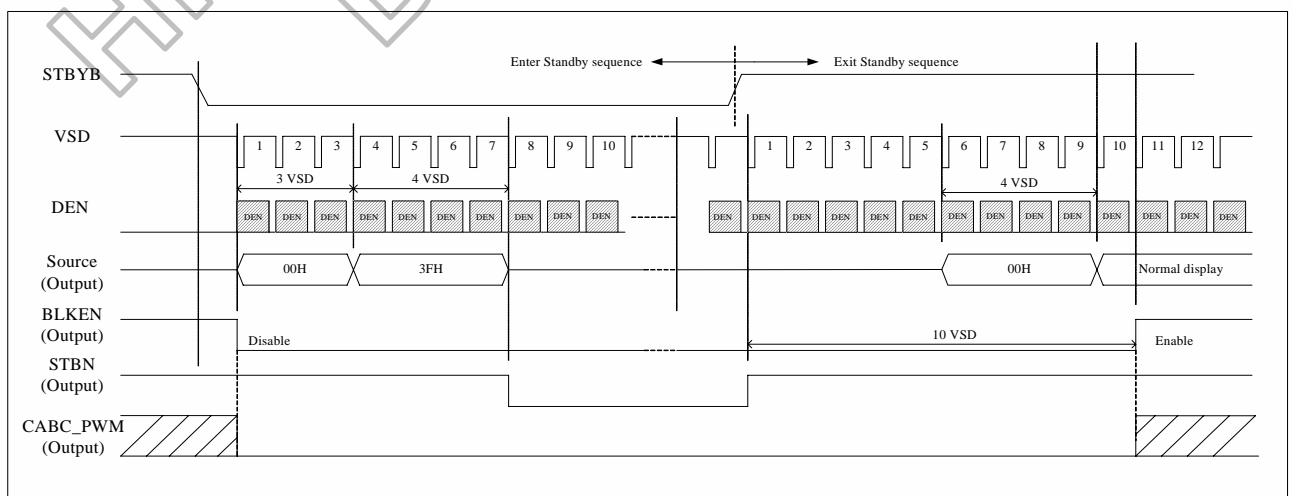 Enter Standby sequence
Exit Standby sequence
STBYB
VSD
1 2 3 4 5 6 7 8 9 10 1 2 3 4 5 6 7 8 9 10 11 12
3 VSD 4 VSD 4 VSD
DEN
DEN DEN DEN DEN DEN DEN DEN DEN DEN DEN DEN DEN DEN DEN DEN DEN DEN DEN DEN DEN DEN DEN DEN DEN
Source
(Output)
00H 3FH 00H Normal display
BLKEN
(Output)
Disable 10 VSD Enable
STBN
(Output)
CABC_PWM
(Output)